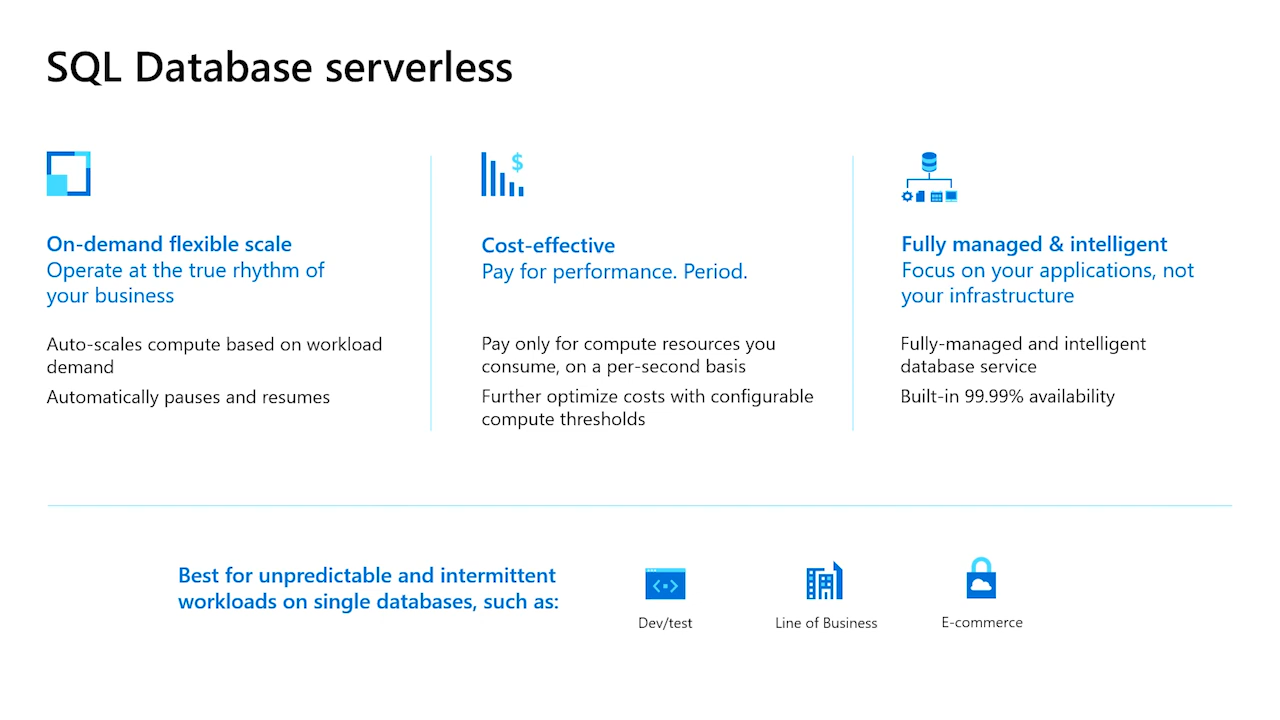 SQL Database serverless
On-demand flexible scale
Operate at the true rhythm of
your business
Auto-scales compute based on workload
demand
Automatically pauses and resumes
$
Cost-effective
Pay for performance. Period.
Pay only for compute resources you
consume, on a per-second basis
Further optimize costs with configurable
compute thresholds
Fully managed & intelligent
Focus on your applications, not
your infrastructure
Fully-managed and intelligent
database service
Built-in 99.99% availability
Best for unpredictable and intermittent
workloads on single databases, such as:
Dev/test
Line of Business
E-commerce